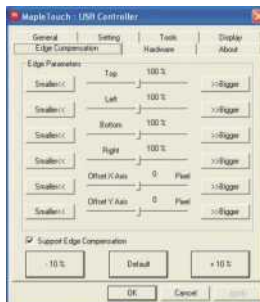 MapleTouch : USB Controller
General Setting Tools Display
Edge Compensation Hardware About
Edge Parameters
Top 100 %
Smaller<< >>Bigger
Left 100 %
Smaller<< >>Bigger
Bottom 100 %
Smaller<< >>Bigger
Right 100 %
Smaller<< >>Bigger
Offset X Axis 0 Pixel
Smaller<< >>Bigger
Offset Y Axis 0 Pixel
Smaller<< >>Bigger
Support Edge Compensation
- 10 % Default + 10 %
OK Cancel Apply